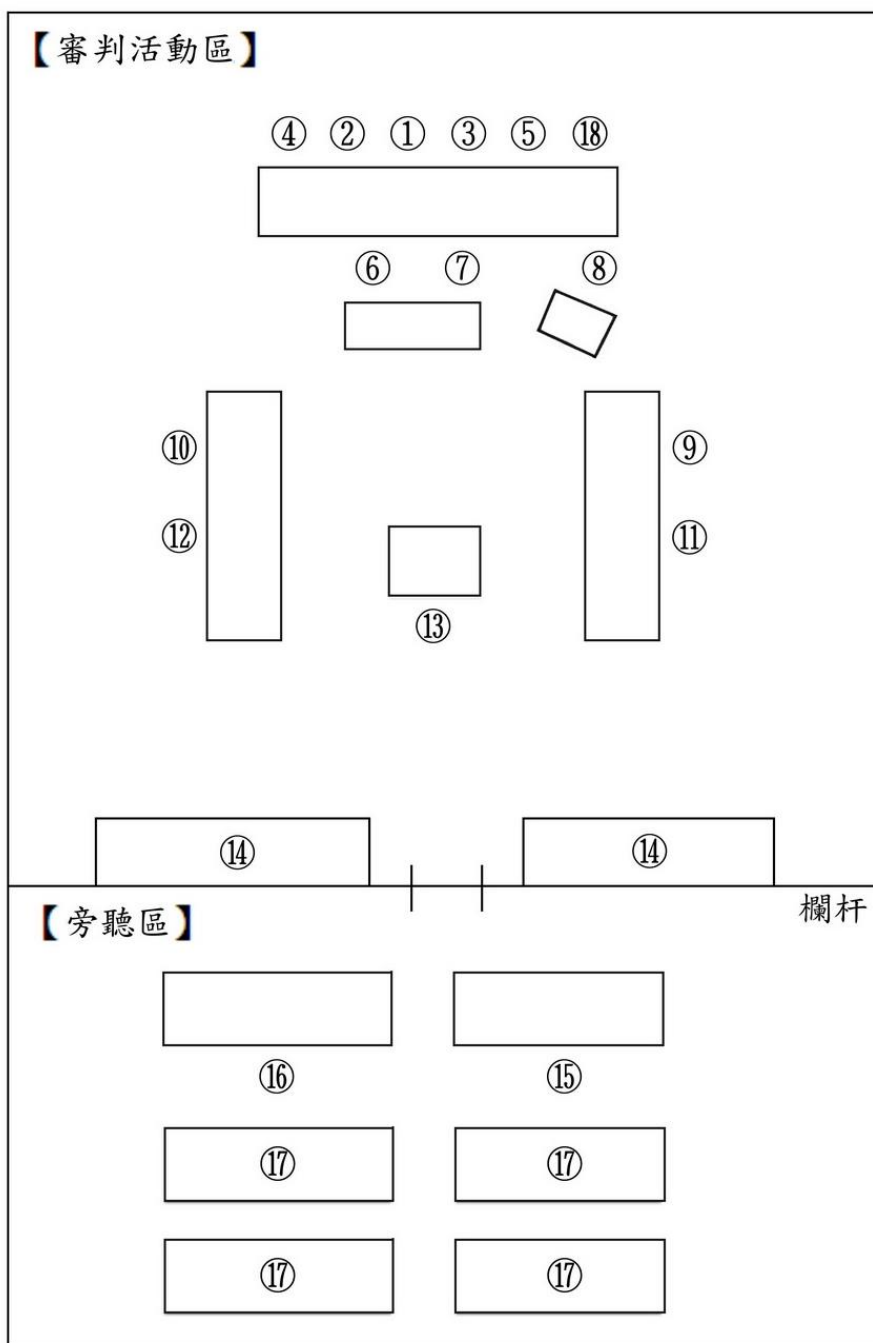 【審判活動區】
④ ② ① ③ ⑤ ⑱
⑥ ⑦ ⑧
⑩ ⑨
⑫ ⑪
⑬
⑭ ⑭
欄杆
【旁聽區】
⑯ ⑮
⑰ ⑰
⑰ ⑰